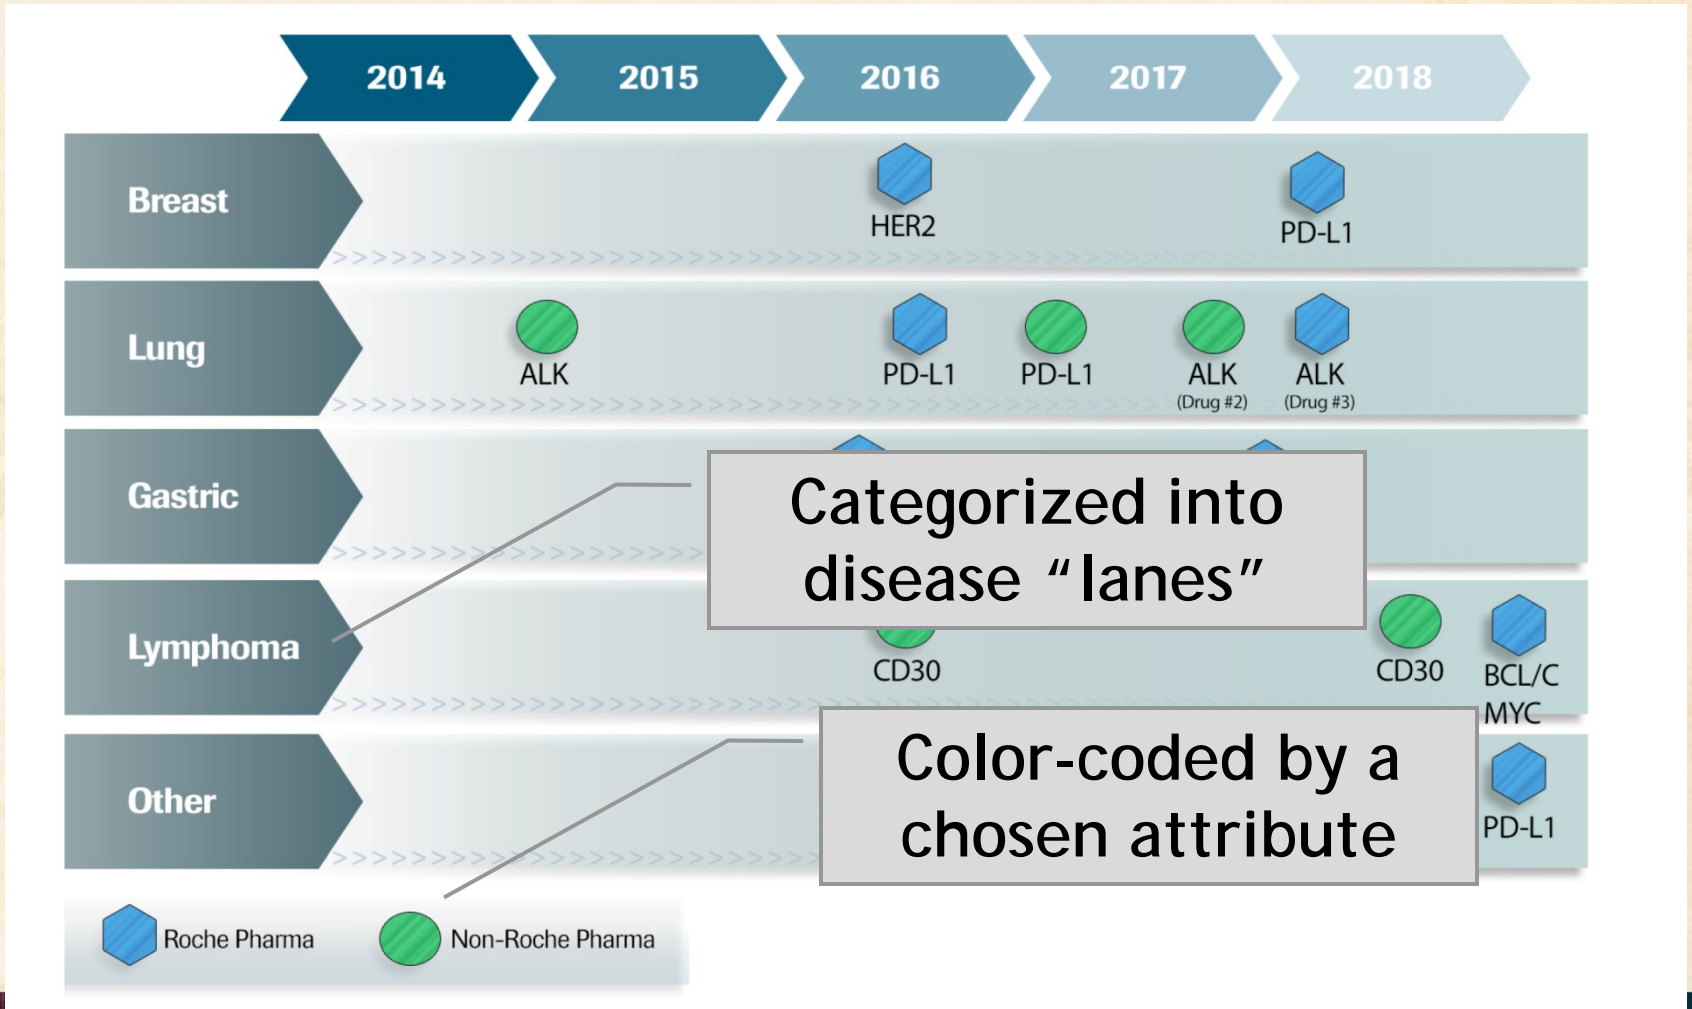 2014
2015
2016
2017
2018
Breast
HER2
PD-L1
Lung
ALK
PD-L1
PD-L1
ALK
(Drug #2)
ALK
(Drug #3)
Gastric
Categorized into
disease “lanes”
Lymphoma
CD30
CD30
BCL/C
MYC
Other
Color-coded by a
chosen attribute
PD-L1
Roche Pharma
Non-Roche Pharma